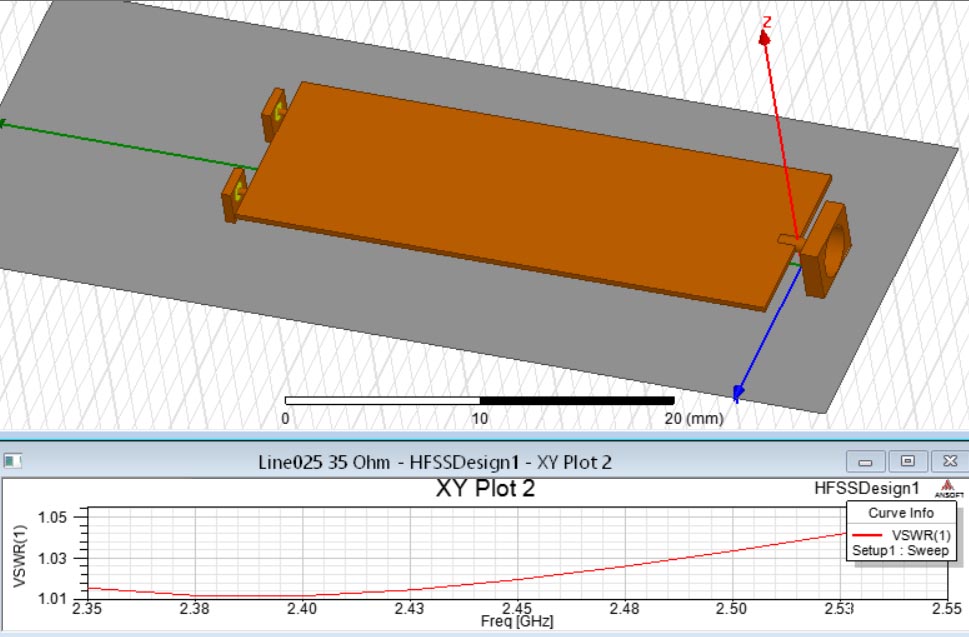 Z
0 10 20 (mm)
Line025 35 Ohm - HFSSDesign1 - XY Plot 2
XY Plot 2
HFSSDesign1
ANSOFT
Curve Info
VSWR(1)
Setup1 : Sweep
VSWR(1)
1.05
1.03
1.01
2.35 2.38 2.40 2.43 2.45 2.48 2.50 2.53 2.55
Freq [GHz]